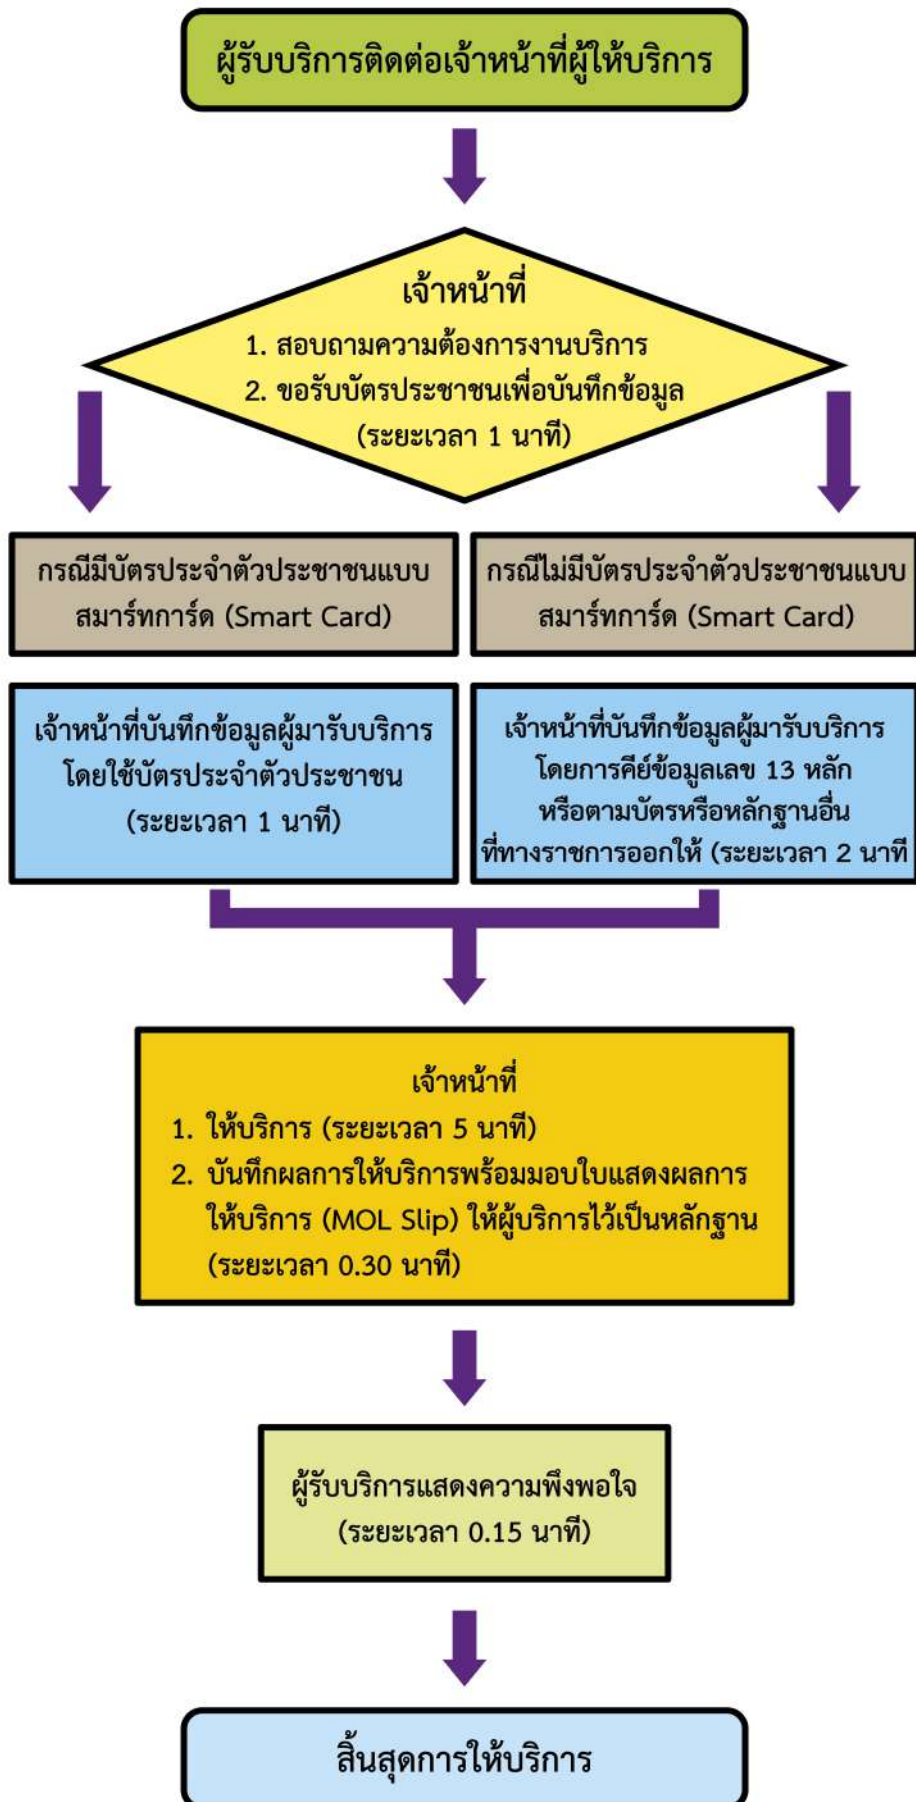 ผู้รับบริการติดต่อเจ้าหน้าที่ผู้ให้บริการ
เจ้าหน้าที่
1. สอบถามความต้องการงานบริการ
2. ขอรับบัตรประชาชนเพื่อบันทึกข้อมูล
(ระยะเวลา 1 นาที)
กรณีมีบัตรประจำตัวประชาชนแบบ
สมาร์ทการ์ด (Smart Card)
กรณีไม่มีบัตรประจำตัวประชาชนแบบ
สมาร์ทการ์ด (Smart Card)
เจ้าหน้าที่บันทึกข้อมูลผู้มารับบริการ
โดยใช้บัตรประจำตัวประชาชน
(ระยะเวลา 1 นาที)
เจ้าหน้าที่บันทึกข้อมูลผู้มารับบริการ
โดยการคีย์ข้อมูลเลข 13 หลัก
หรือตามบัตรหรือหลักฐานอื่น
ที่ทางราชการออกให้ (ระยะเวลา 2 นาที
เจ้าหน้าที่
1. ให้บริการ (ระยะเวลา 5 นาที)
2. บันทึกผลการให้บริการพร้อมมอบใบแสดงผลการ
ให้บริการ (MOL Slip) ให้ผู้บริการไว้เป็นหลักฐาน
(ระยะเวลา 0.30 นาที)
ผู้รับบริการแสดงความพึงพอใจ
(ระยะเวลา 0.15 นาที)
สิ้นสุดการให้บริการ